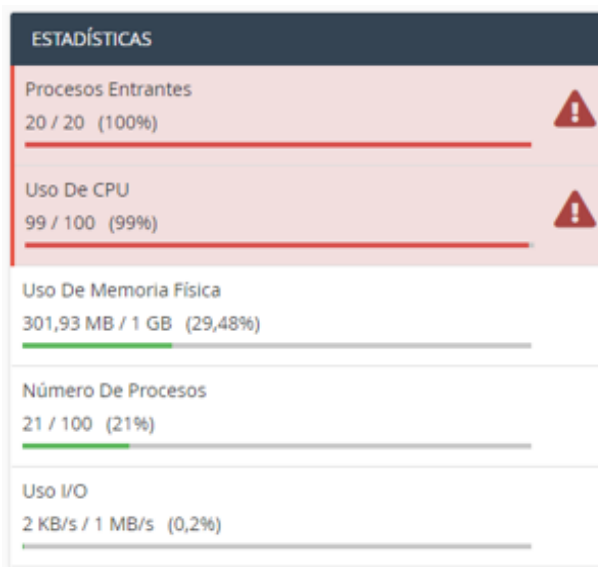 ESTADÍSTICAS
Procesos Entrantes
20 / 20 (100%)
Uso De CPU
99 / 100 (99%)
Uso De Memoria Física
301,93 MB / 1 GB (29,48%)
Número De Procesos
21 / 100 (21%)
Uso I/O
2 KB/s / 1 MB/s (0,2%)